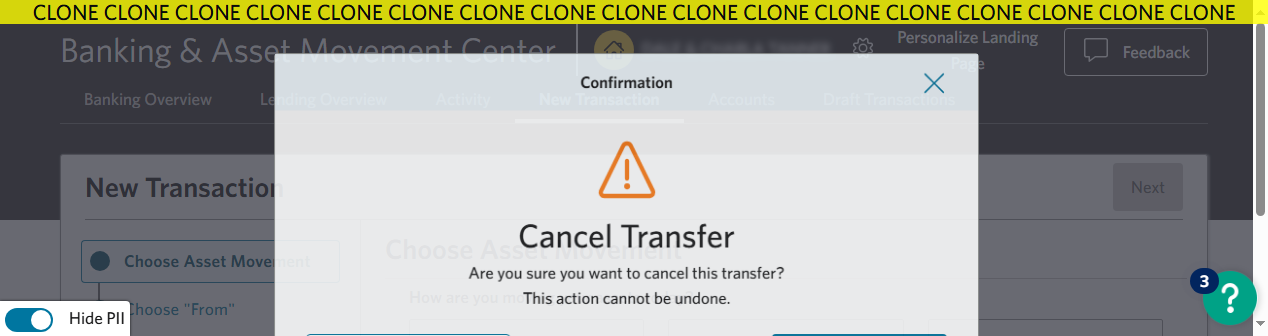 CLONE CLONE CLONE CLONE CLONE CLONE CLONE CLONE CLONE CLONE CLONE CLONE CLONE CLONE CLONE CLONE CLONE
Banking & Asset Movement Center
Personalize Landing Page
Feedback
Confirmation
Banking Overview
Lending Overview
Activity
New Transaction
Accounts
Draft Transactions
New Transaction
Next
Cancel Transfer
Choose Asset Movement
Choose Asset Movement
Are you sure you want to cancel this transfer?
This action cannot be undone.
How are you
Choose "From"
3
?
Hide PII